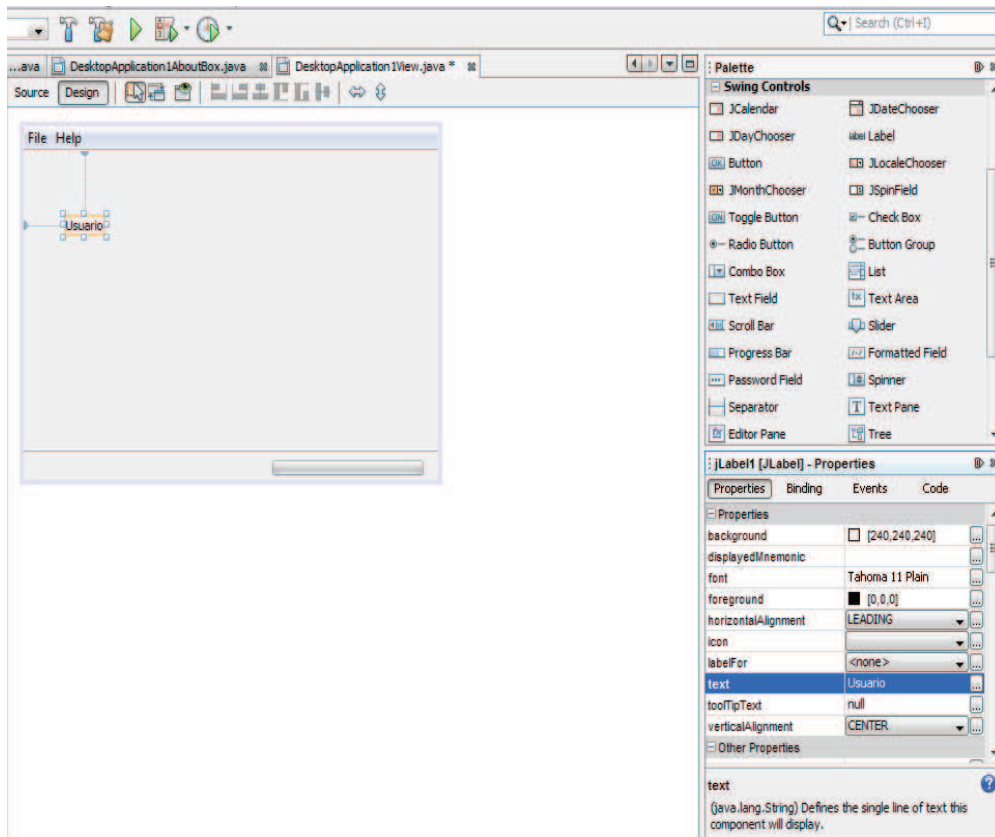 Search (Ctrl+I)
...ava DesktopApplication1AboutBox.java DesktopApplication1View.java *
Source Design
File Help
Usuario
Palette
Swing Controls
JCalendar JDateChooser
JDayChooser label Label
OK Button JLocaleChooser
JMonthChooser JSpinField
ON Toggle Button Check Box
Radio Button Button Group
Combo Box List
Text Field Text Area
Scroll Bar Slider
Progress Bar Formatted Field
Password Field Spinner
Separator T Text Pane
Editor Pane Tree
jLabel1 [JLabel] - Properties
Properties Binding Events Code
Properties
background [240,240,240] ...
displayedMnemonic ...
font Tahoma 11 Plain ...
foreground [0,0,0] ...
horizontalAlignment LEADING ...
icon ...
labelFor <none> ...
text Usuario ...
toolTipText null ...
verticalAlignment CENTER ...
Other Properties
text
(java.lang.String) Defines the single line of text this
component will display.